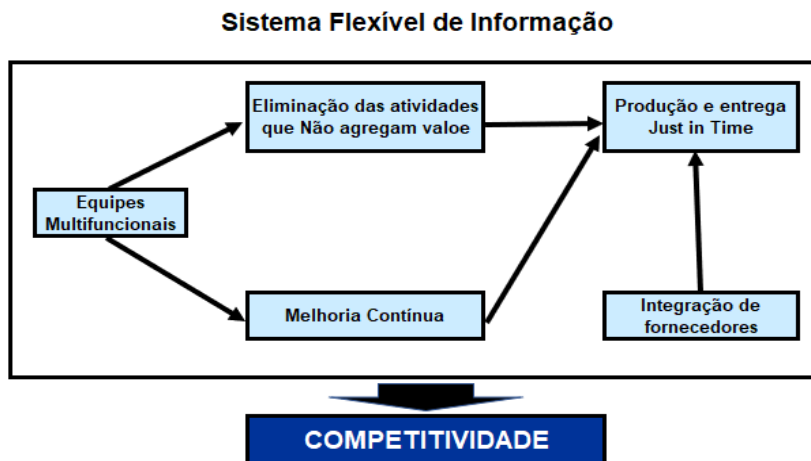 Sistema Flexível de Informação
Eliminação das atividades
que Não agregam valoe
Produção e entrega
Just in Time
Equipes
Multifuncionais
Melhoria Contínua
Integração de
fornecedores
COMPETITIVIDADE